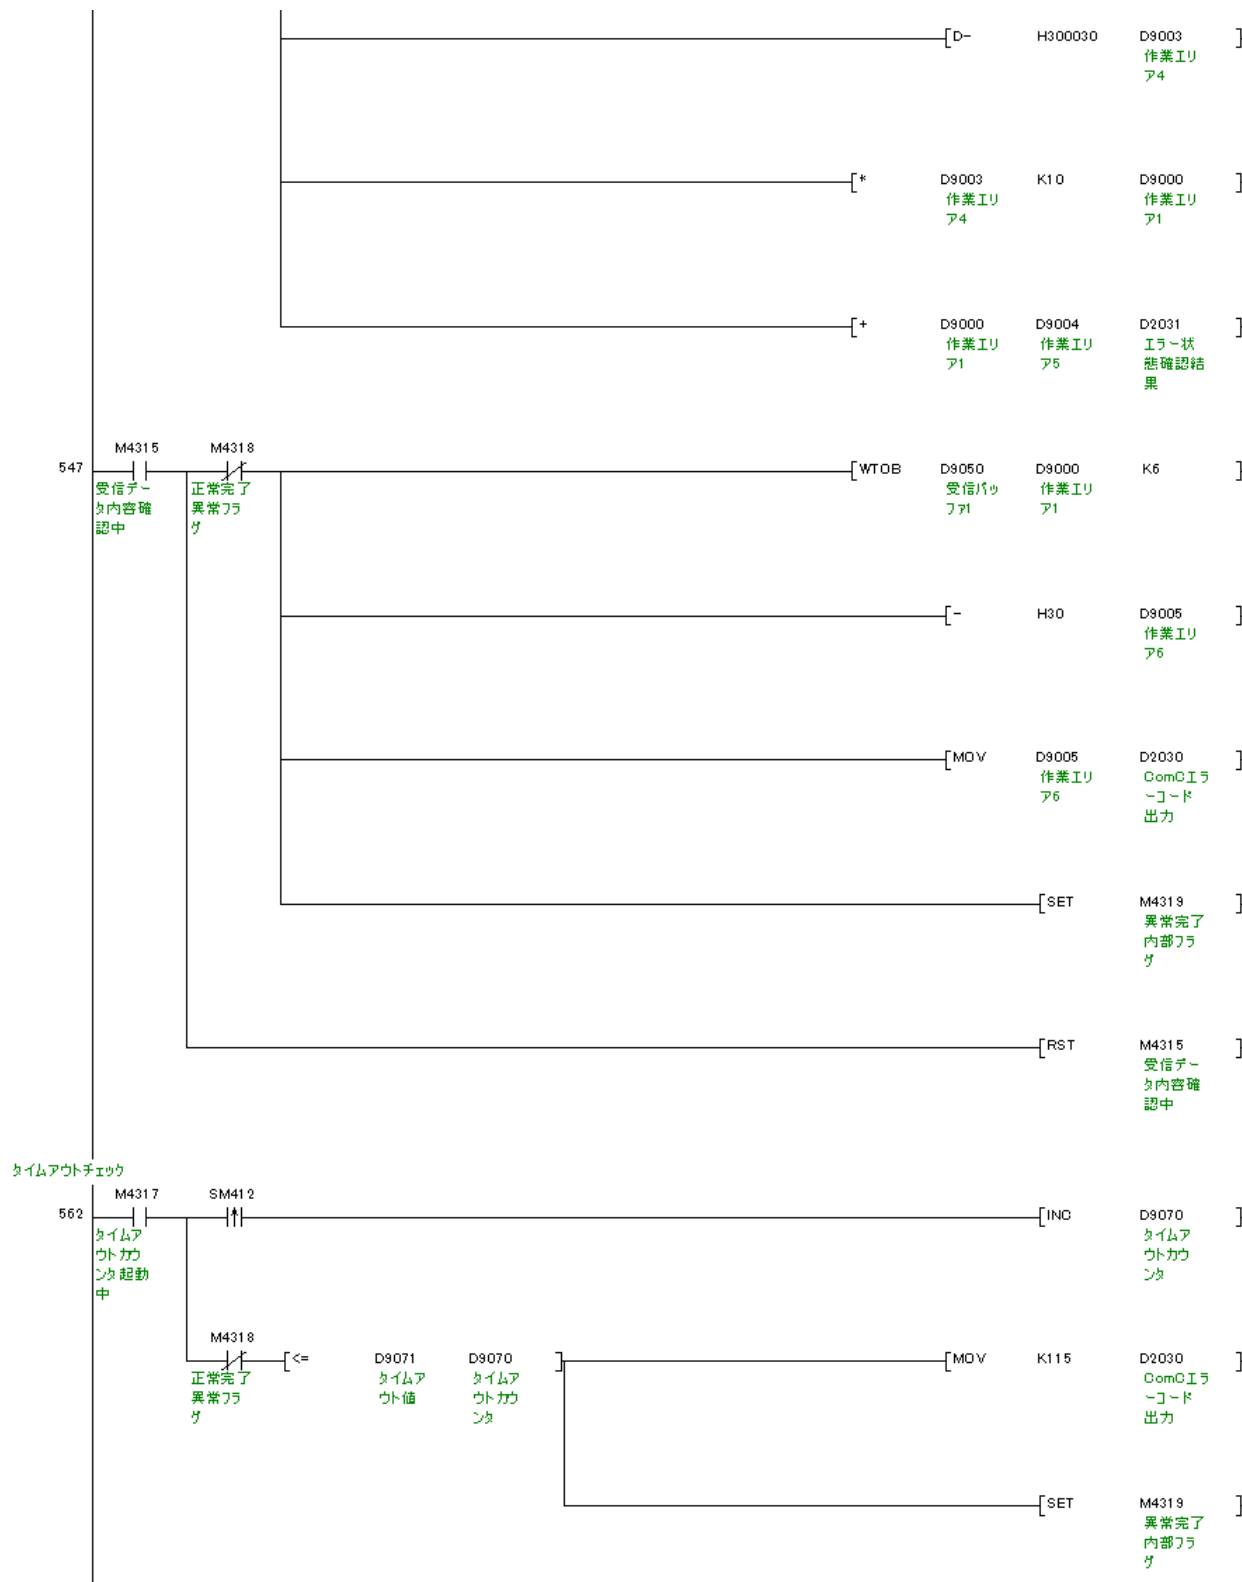 [D- H300030 D9003 ]
作業エリ
ア4
[* D9003 K10 D9000 ]
作業エリ 作業エリ
ア4 ア1
[+ D9000 D9004 D2031 ]
作業エリ 作業エリ エラー状
ア1 ア5 態確認結
果
M4315 M4318
547 [WTOB D9050 D9000 K6 ]
受信デー 正常完了 受信バッ 作業エリ
タ内容確 異常フラ ファ1 ア1
認中 グ
[- H30 D9005 ]
作業エリ
ア6
[MOV D9005 D2030 ]
作業エリ ComCエラ
ア6 ーコード
出力
[SET M4319 ]
異常完了
内部フラ
グ
[RST M4315 ]
受信デー
タ内容確
認中
タイムアウトチェック
M4317 SM412
562 [INC D9070 ]
タイムア タイムア
ウトカウ ウトカウ
ンタ起動 ンタ
中
M4318
[<= D9071 D9070 ] [MOV K115 D2030 ]
正常完了 タイムア タイムア ComCエラ
異常フラ ウト値 ウトカウ ーコード
グ ンタ 出力
[SET M4319 ]
異常完了
内部フラ
グ